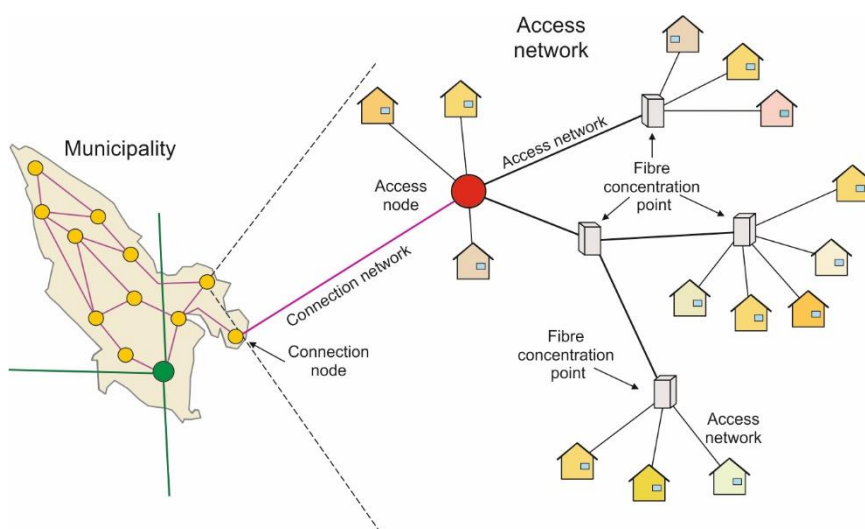 Access
network
Municipality
Access network
Access
node
Fibre
concentration
point
Connection network
Connection
node
Fibre
concentration
point
Access
network